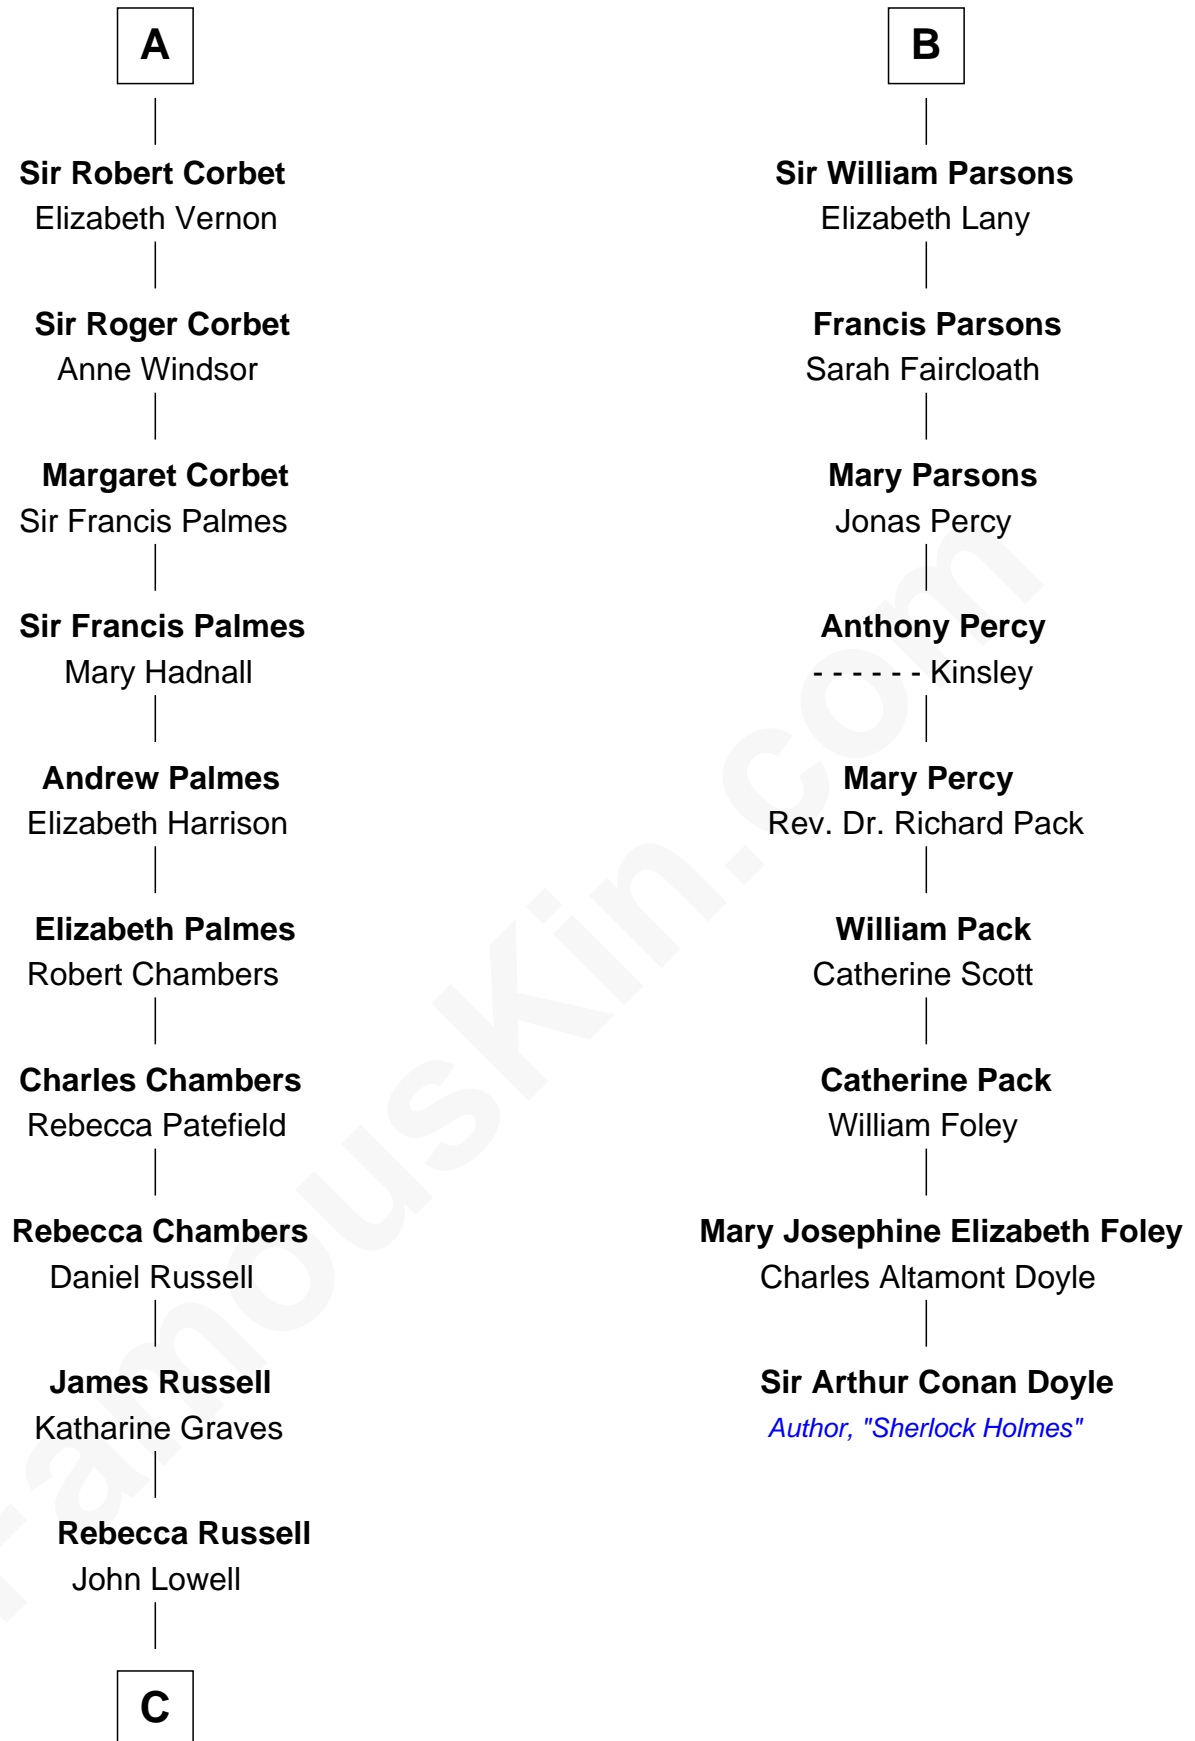 A
Sir Robert Corbet
Elizabeth Vernon
Sir Roger Corbet
Anne Windsor
Margaret Corbet
Sir Francis Palmes
Sir Francis Palmes
Mary Hadnall
Andrew Palmes
Elizabeth Harrison
Elizabeth Palmes
Robert Chambers
Charles Chambers
Rebecca Patefield
Rebecca Chambers
Daniel Russell
James Russell
Katharine Graves
Rebecca Russell
John Lowell
C
B
Sir William Parsons
Elizabeth Lany
Francis Parsons
Sarah Faircloath
Mary Parsons
Jonas Percy
Anthony Percy
- - - - - - Kinsley
Mary Percy
Rev. Dr. Richard Pack
William Pack
Catherine Scott
Catherine Pack
William Foley
Mary Josephine Elizabeth Foley
Charles Altamont Doyle
Sir Arthur Conan Doyle
Author, "Sherlock Holmes"
FamousKin.com